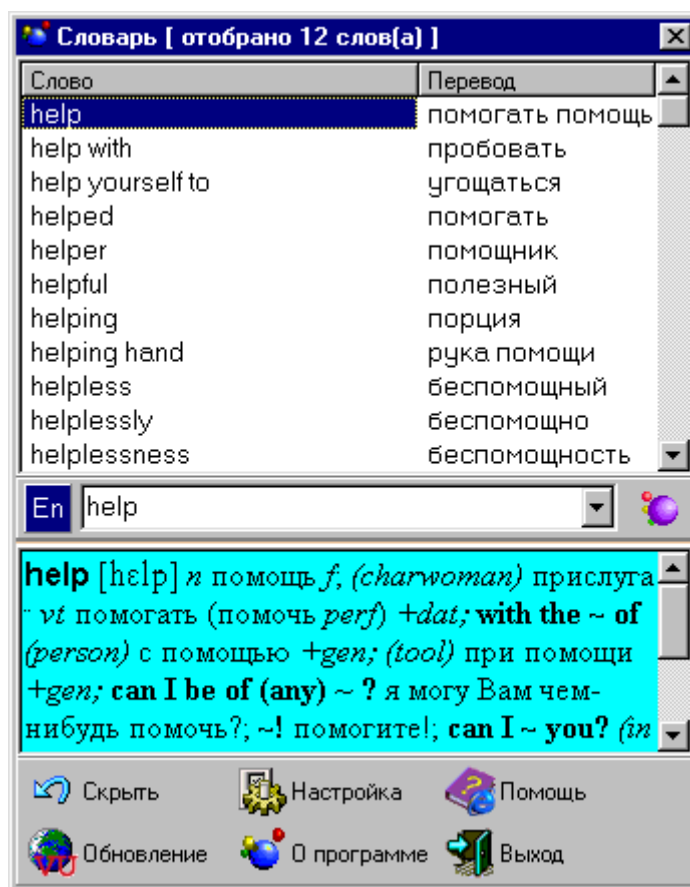 Словарь [ отобрано 12 слов(а) ]
Слово Перевод
help помогать помощь
help with пробовать
help yourself to угощаться
helped помогать
helper помощник
helpful полезный
helping порция
helping hand рука помощи
helpless беспомощный
helplessly беспомощно
helplessness беспомощность
En help
help [hɛlp] n помощь f, (charwoman) прислуга
¨ vt помогать (помочь perf) +dat; with the ~ of
(person) с помощью +gen; (tool) при помощи
+gen; can I be of (any) ~ ? я могу Вам чем-
нибудь помочь?; ~! помогите!; can I ~ you? (in
Скрыть Настройка Помощь
Обновление О программе Выход